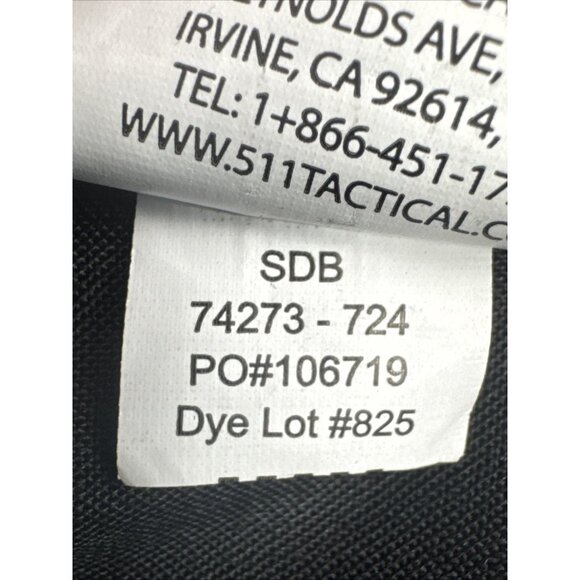 REYNOLDS AVE,
IRVINE, CA 92614,
TEL: 1+866-451-17
WWW.511TACTICAL.C
SDB
74273 - 724
PO#106719
Dye Lot #825